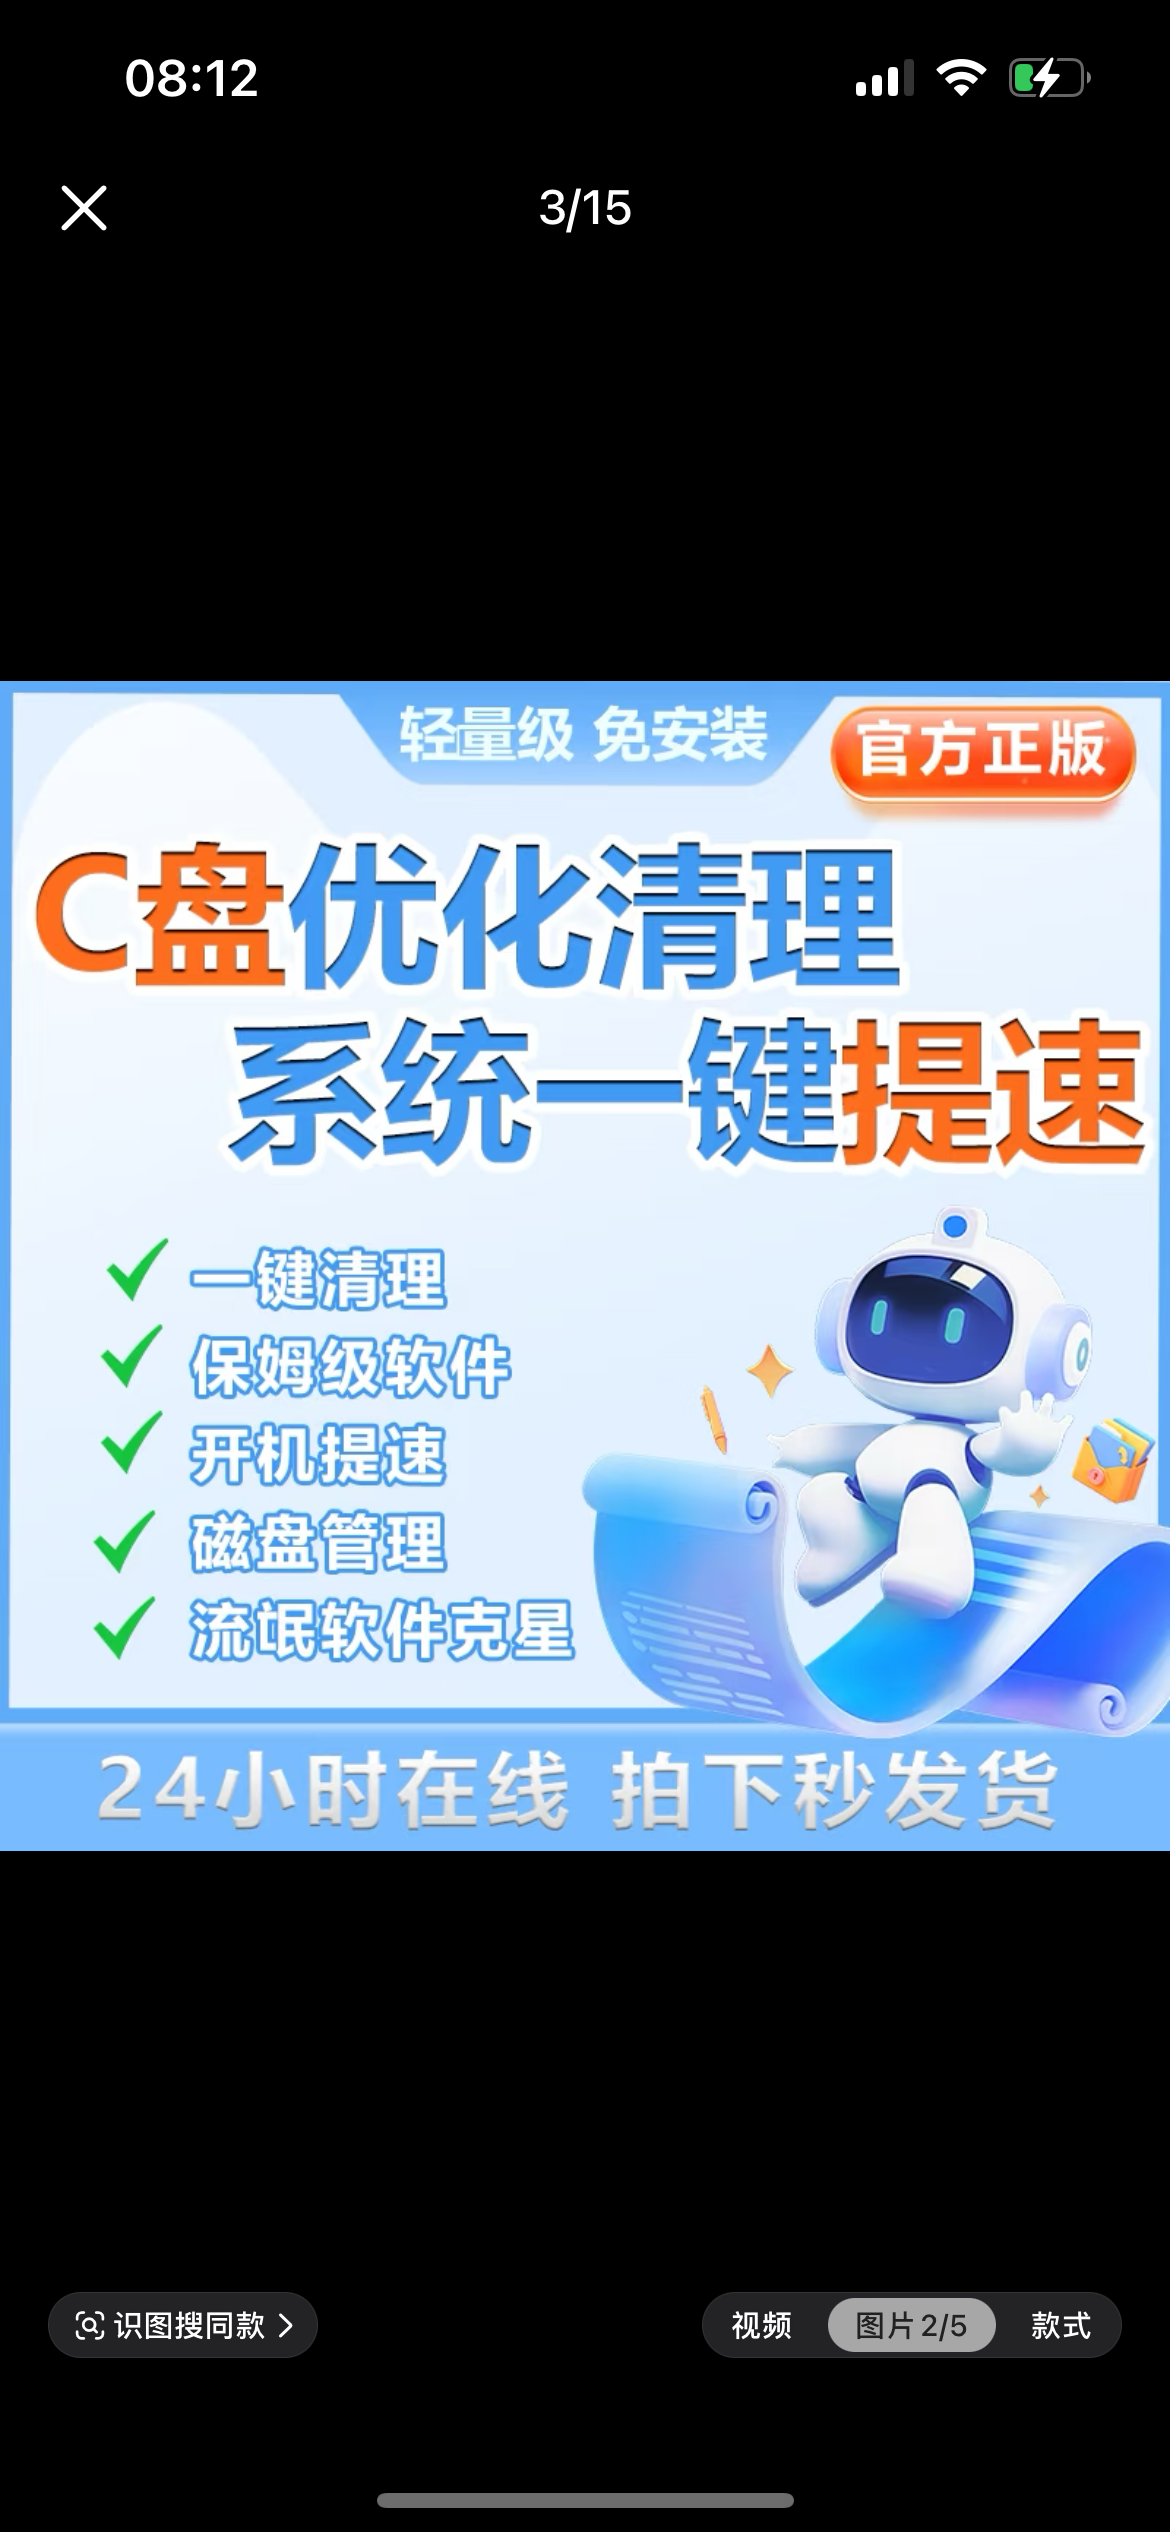 08:12
3/15
轻量级 免安装
官方正版
C盘优化清理
系统一键提速
一键清理
保姆级软件
开机提速
磁盘管理
流氓软件克星
24小时在线 拍下秒发货
识图搜同款
视频 图片2/5 款式